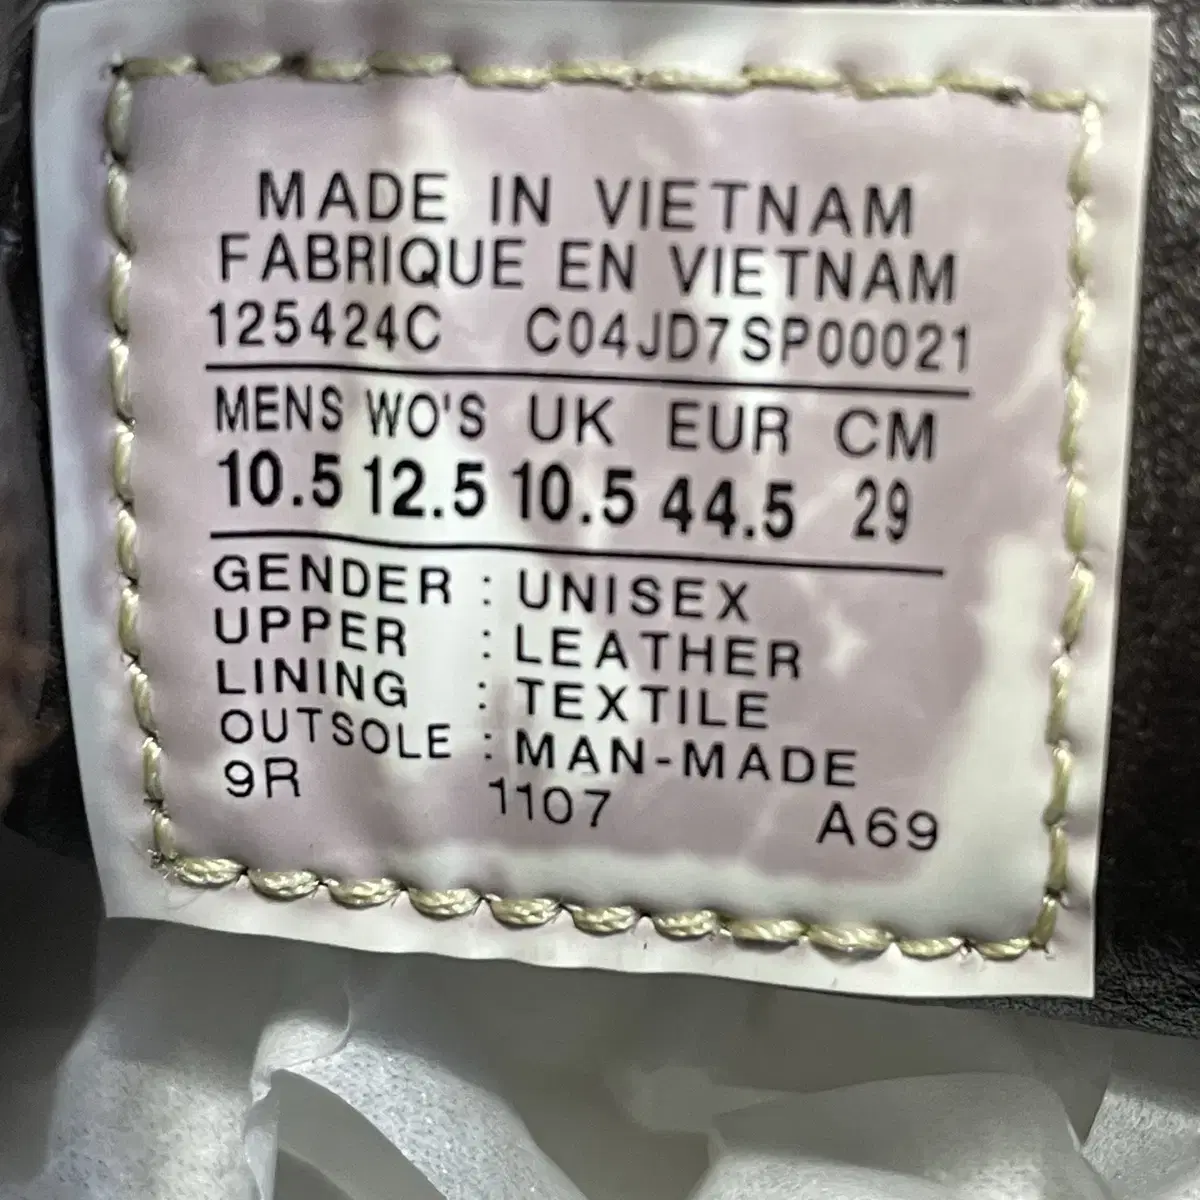 MADE IN VIETNAM
FABRIQUE EN VIETNAM
125424C C04JD7SP00021
MENS WO'S UK EUR CM
10.5 12.5 10.5 44.5 29
GENDER : UNISEX
UPPER : LEATHER
LINING : TEXTILE
OUTSOLE : MAN-MADE
9R 1107 A69